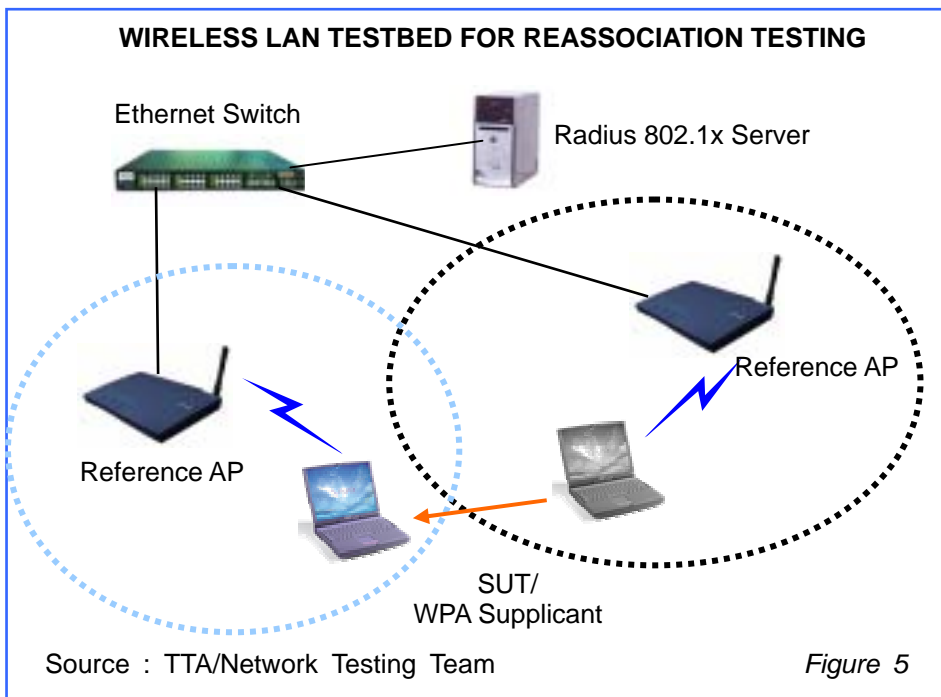 WIRELESS LAN TESTBED FOR REASSOCIATION TESTING
Ethernet Switch
Radius 802.1x Server
Reference AP
Reference AP
SUT/
WPA Supplicant
Source : TTA/Network Testing Team
Figure 5